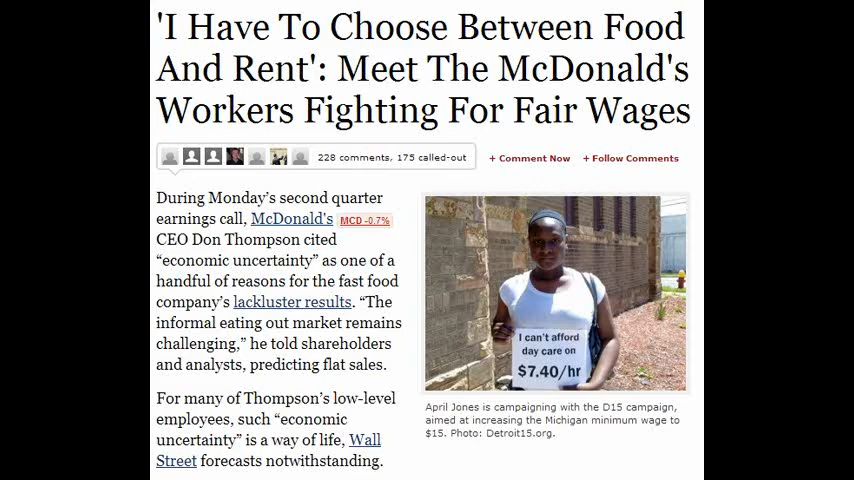 'I Have To Choose Between Food
And Rent': Meet The McDonald's
Workers Fighting For Fair Wages
228 comments, 175 called-out
+ Comment Now
+ Follow Comments
During Monday's second quarter
earnings call, McDonald's MCD -0.7%
CEO Don Thompson cited
“economic uncertainty” as one of a
handful of reasons for the fast food
company's lackluster results. “The
informal eating out market remains
challenging,” he told shareholders
and analysts, predicting flat sales.
For many of Thompson's low-level
employees, such “economic
uncertainty” is a way of life, Wall
Street forecasts notwithstanding.
I can't afford
day care on
$7.40/hr
April Jones is campaigning with the D15 campaign,
aimed at increasing the Michigan minimum wage to
$15. Photo: Detroit15.org.